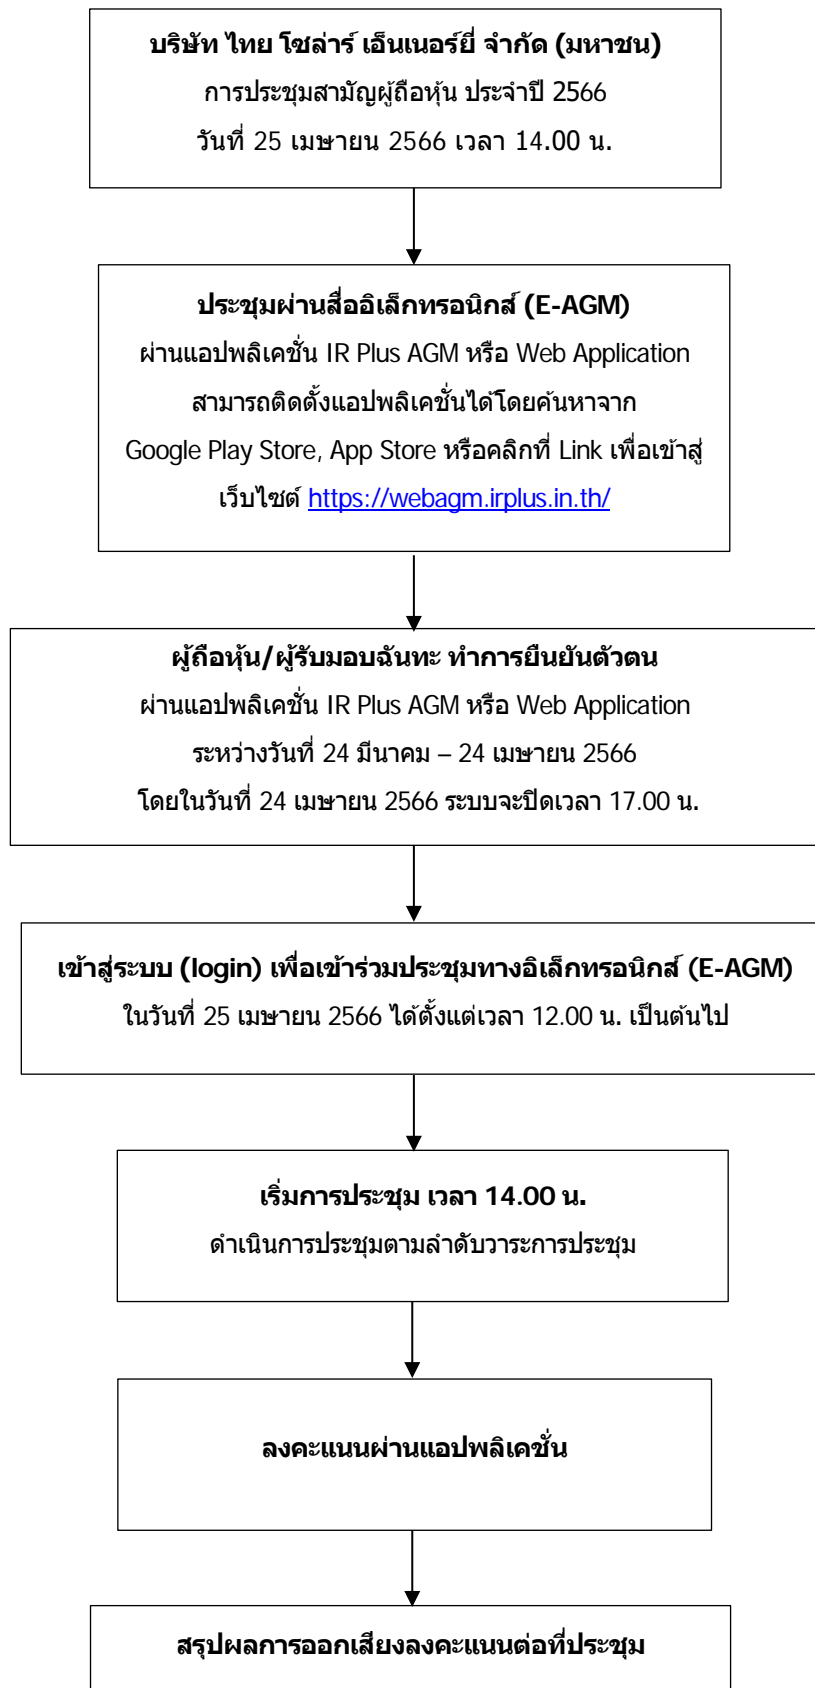 บริษัท ไทย โซล่าร์ เอ็นเนอร์ยี่ จำกัด (มหาชน)
การประชุมสามัญผู้ถือหุ้น ประจำปี 2566
วันที่ 25 เมษายน 2566 เวลา 14.00 น.
ประชุมผ่านสื่ออิเล็กทรอนิกส์ (E-AGM)
ผ่านแอปพลิเคชั่น IR Plus AGM หรือ Web Application
สามารถติดตั้งแอปพลิเคชั่นได้โดยค้นหาจาก
Google Play Store, App Store หรือคลิกที่ Link เพื่อเข้าสู่
เว็บไซต์ https://webagm.irplus.in.th/
ผู้ถือหุ้น/ผู้รับมอบฉันทะ ทำการยืนยันตัวตน
ผ่านแอปพลิเคชั่น IR Plus AGM หรือ Web Application
ระหว่างวันที่ 24 มีนาคม – 24 เมษายน 2566
โดยในวันที่ 24 เมษายน 2566 ระบบจะปิดเวลา 17.00 น.
เข้าสู่ระบบ (login) เพื่อเข้าร่วมประชุมทางอิเล็กทรอนิกส์ (E-AGM)
ในวันที่ 25 เมษายน 2566 ได้ตั้งแต่เวลา 12.00 น. เป็นต้นไป
เริ่มการประชุม เวลา 14.00 น.
ดำเนินการประชุมตามลำดับวาระการประชุม
ลงคะแนนผ่านแอปพลิเคชั่น
สรุปผลการออกเสียงลงคะแนนต่อที่ประชุม